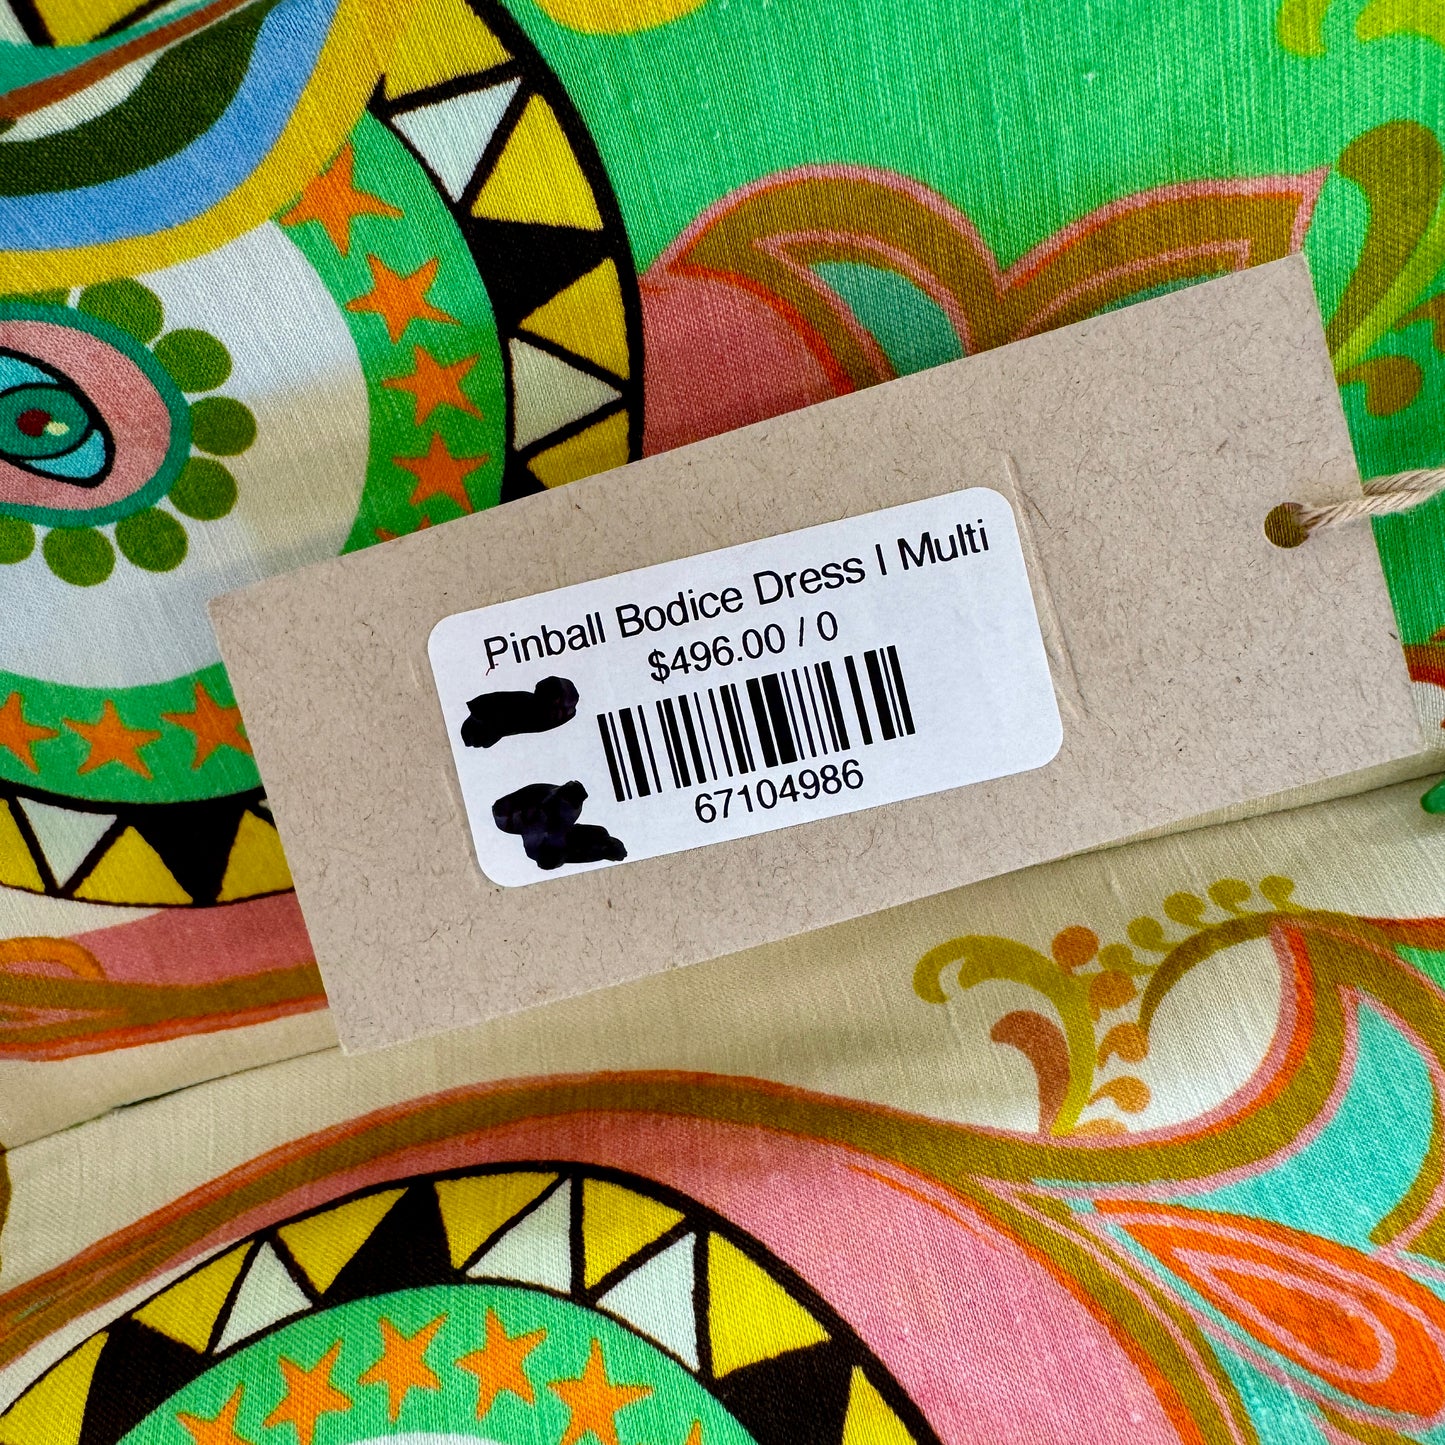 Pinball Bodice Dress | Multi
$496.00 / 0
67104986